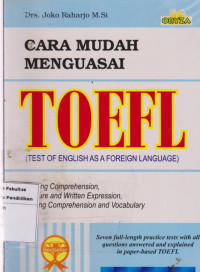 Drs. Joko Raharjo M.Si
CARA MUDAH
MENGUASAI
TOEFL
(TEST OF ENGLISH AS A FOREIGN LANGUAGE)
ng Comprehension,
ure and Written Expression,
ng Comprehension and Vocabulary
Fakultas
Pendidikan
Seven full-length practice tests with all
questions answered and explained
in paper-based TOEFL